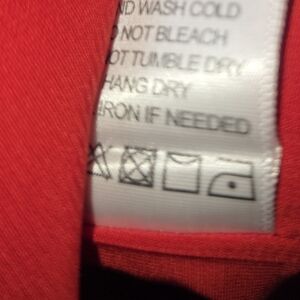 ND WASH COLD
O NOT BLEACH
OT TUMBLE DRY
HANG DRY
IRON IF NEEDED